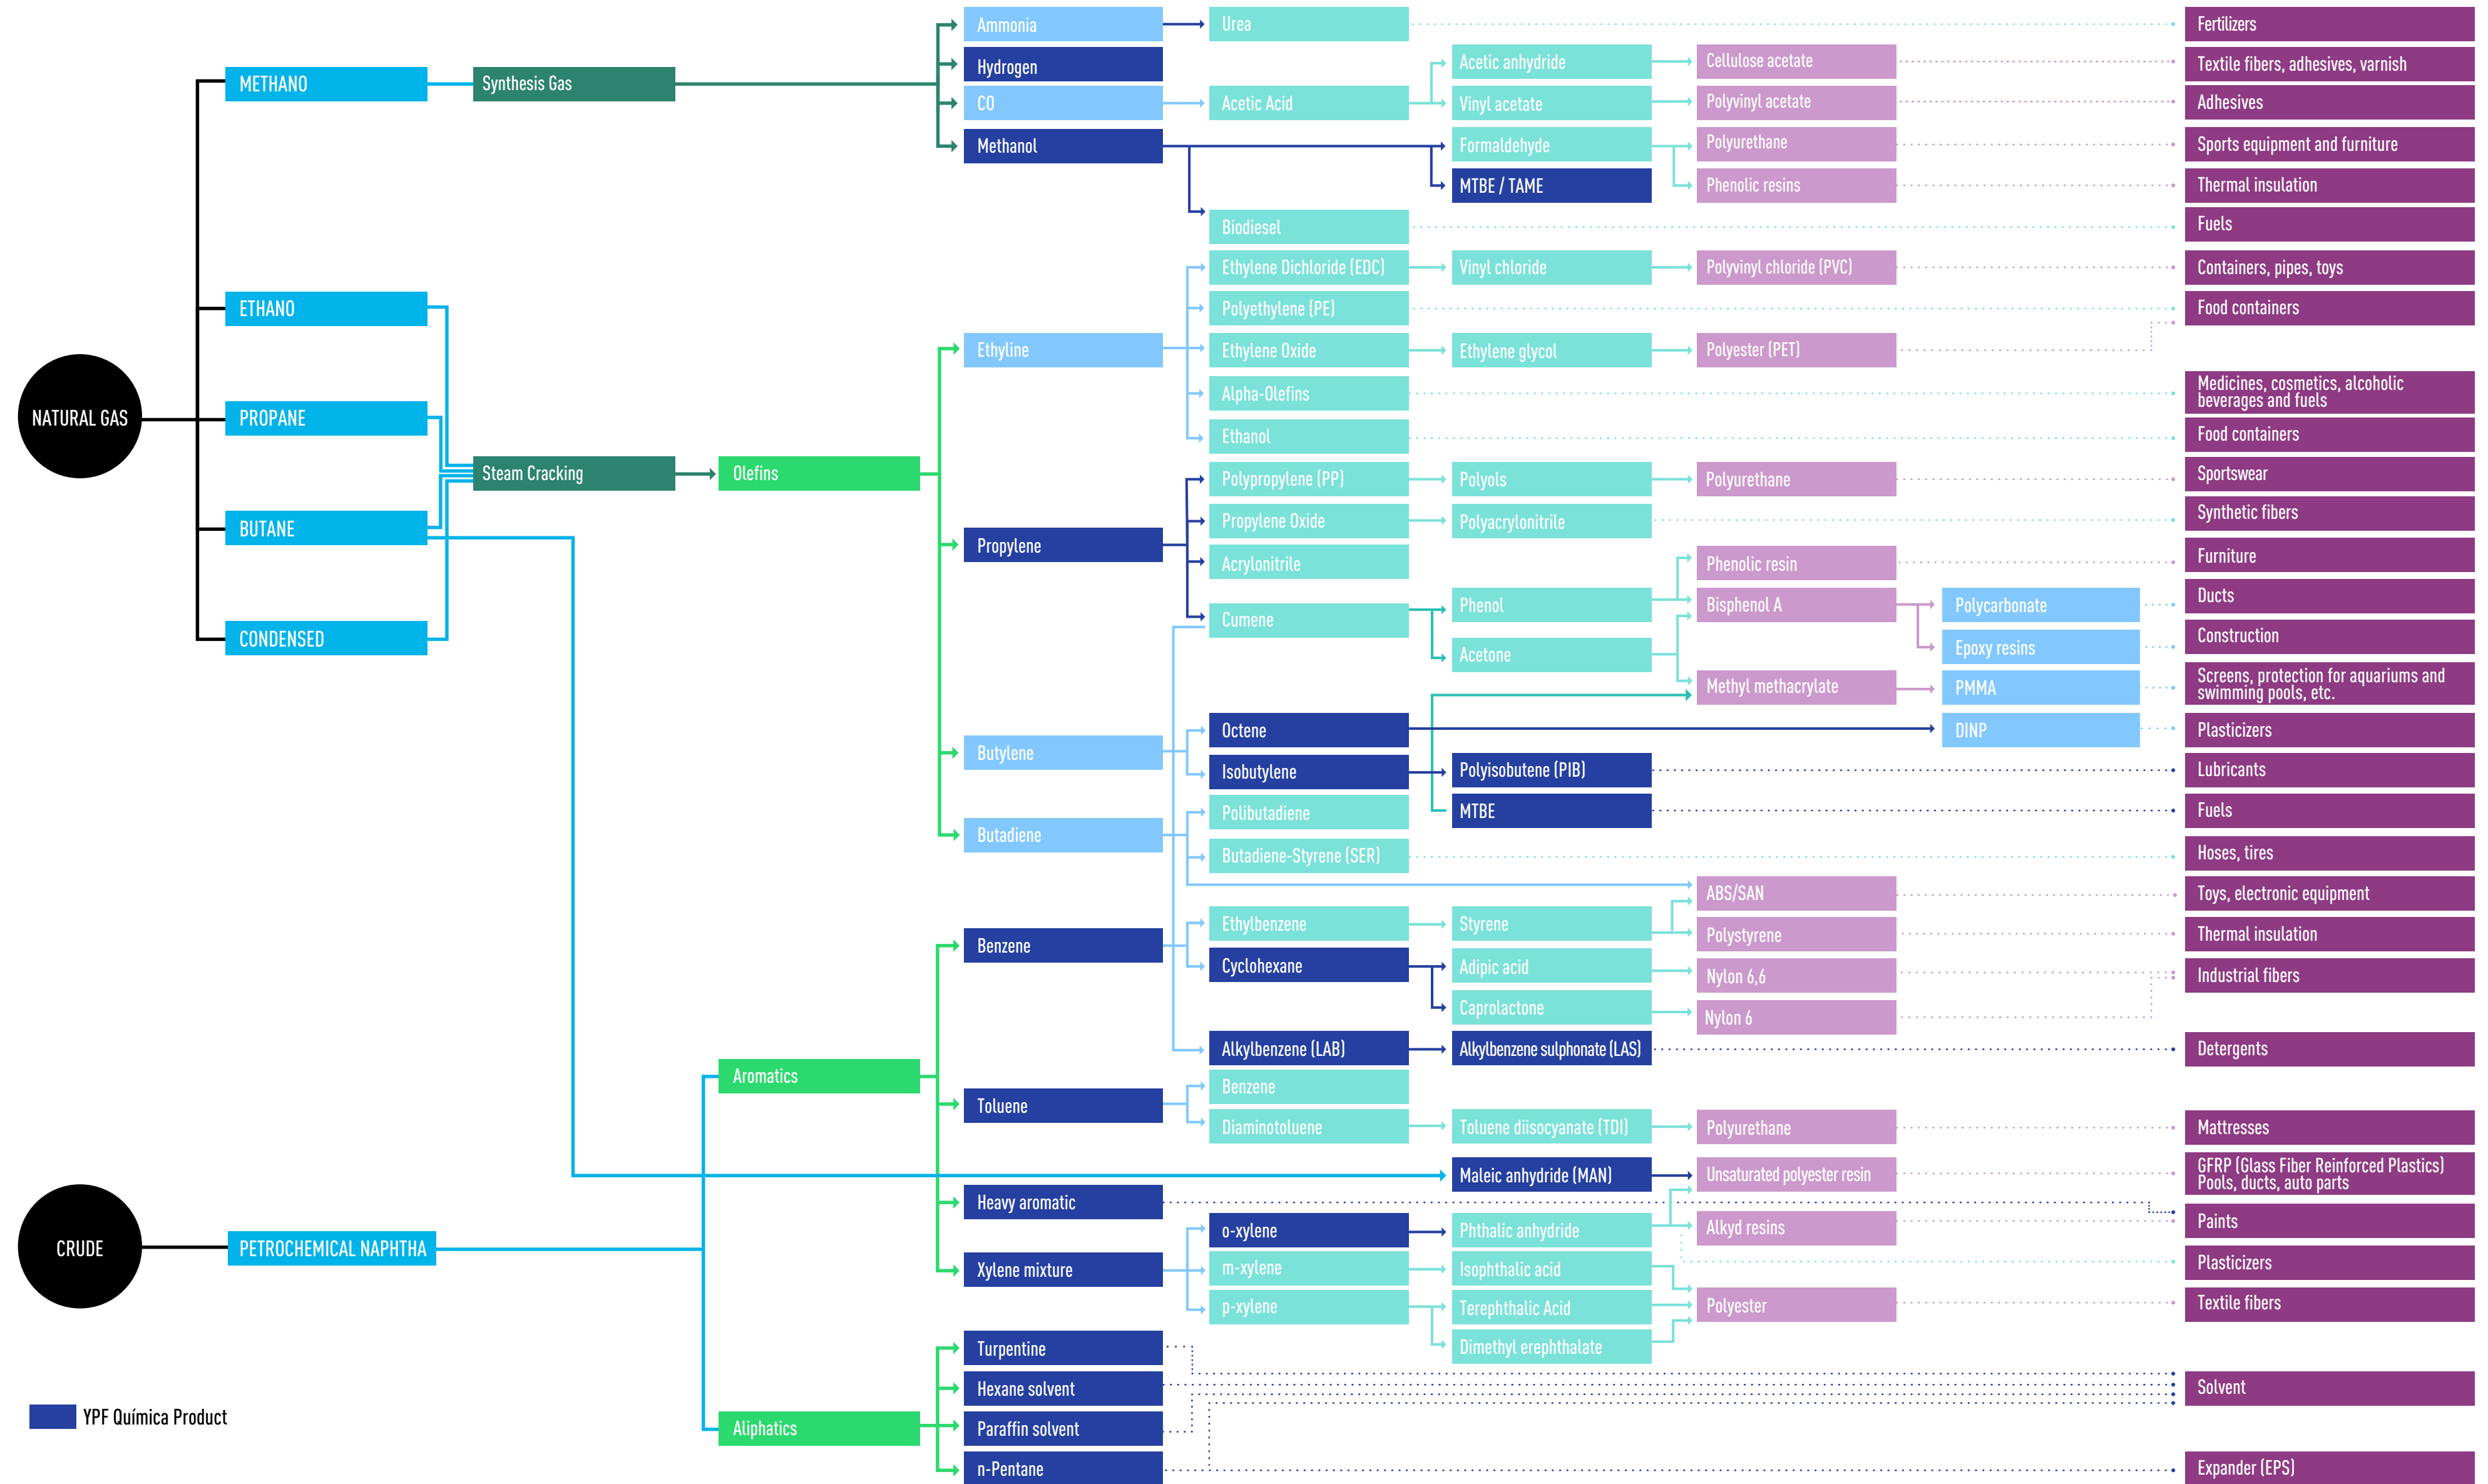 NATURAL GAS
CRUDE
METHANO
ETHANO
PROPANE
BUTANE
CONDENSED
PETROCHEMICAL NAPHTHA
Synthesis Gas
Steam Cracking
Olefins
Aromatics
Aliphatics
Ammonia
Hydrogen
CO
Methanol
Ethyline
Propylene
Butylene
Butadiene
Benzene
Toluene
Heavy aromatic
Xylene mixture
Turpentine
Hexane solvent
Paraffin solvent
n-Pentane
Urea
Acetic Acid
Biodiesel
Ethylene Dichloride (EDC)
Polyethylene (PE)
Ethylene Oxide
Alpha-Olefins
Ethanol
Polypropylene (PP)
Propylene Oxide
Acrylonitrile
Cumene
Octene
Isobutylene
Polibutadiene
Butadiene-Styrene (SER)
Ethylbenzene
Cyclohexane
Alkylbenzene (LAB)
Benzene
Diaminotoluene
o-xylene
m-xylene
p-xylene
Acetic anhydride
Vinyl acetate
Formaldehyde
MTBE / TAME
Vinyl chloride
Ethylene glycol
Polyols
Polyacrylonitrile
Phenol
Acetone
Polyisobutene (PIB)
MTBE
Styrene
Adipic acid
Caprolactone
Alkylbenzene sulphonate (LAS)
Toluene diisocyanate (TDI)
Maleic anhydride (MAN)
Phthalic anhydride
Isophthalic acid
Terephthalic Acid
Dimethyl erephthalate
Cellulose acetate
Polyvinyl acetate
Polyurethane
Phenolic resins
Polyvinyl chloride (PVC)
Polyester (PET)
Polyurethane
Phenolic resin
Bisphenol A
Methyl methacrylate
ABS/SAN
Polystyrene
Nylon 6,6
Nylon 6
Polyurethane
Unsaturated polyester resin
Alkyd resins
Polyester
Polycarbonate
Epoxy resins
PMMA
DINP
Fertilizers
Textile fibers, adhesives, varnish
Adhesives
Sports equipment and furniture
Thermal insulation
Fuels
Containers, pipes, toys
Food containers
Medicines, cosmetics, alcoholic
beverages and fuels
Food containers
Sportswear
Synthetic fibers
Furniture
Ducts
Construction
Screens, protection for aquariums and
swimming pools, etc.
Plasticizers
Lubricants
Fuels
Hoses, tires
Toys, electronic equipment
Thermal insulation
Industrial fibers
Detergents
Mattresses
GFRP (Glass Fiber Reinforced Plastics)
Pools, ducts, auto parts
Paints
Plasticizers
Textile fibers
Solvent
Expander (EPS)
YPF Química Product